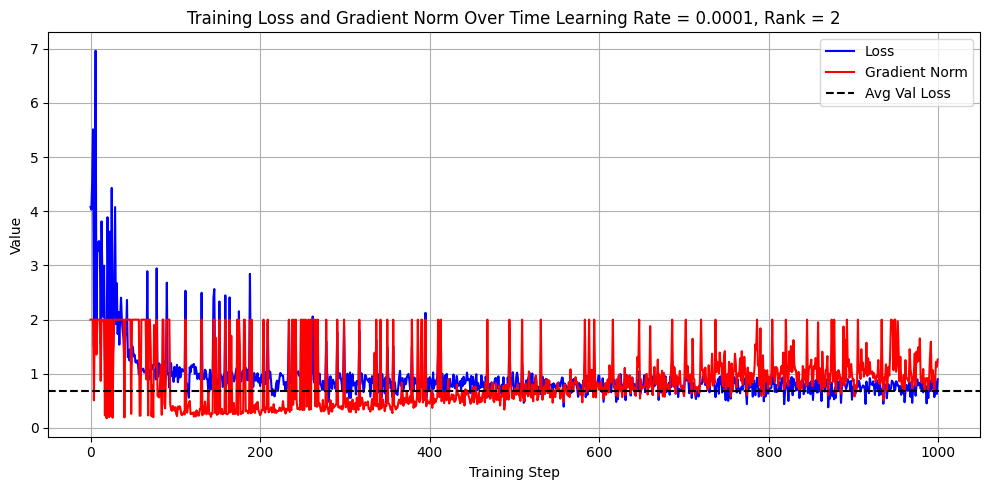 Training Loss and Gradient Norm Over Time Learning Rate = 0.0001, Rank = 2
Loss
Gradient Norm
Avg Val Loss
Value
7
6
5
4
3
2
1
0
0 200 400 600 800 1000
Training Step